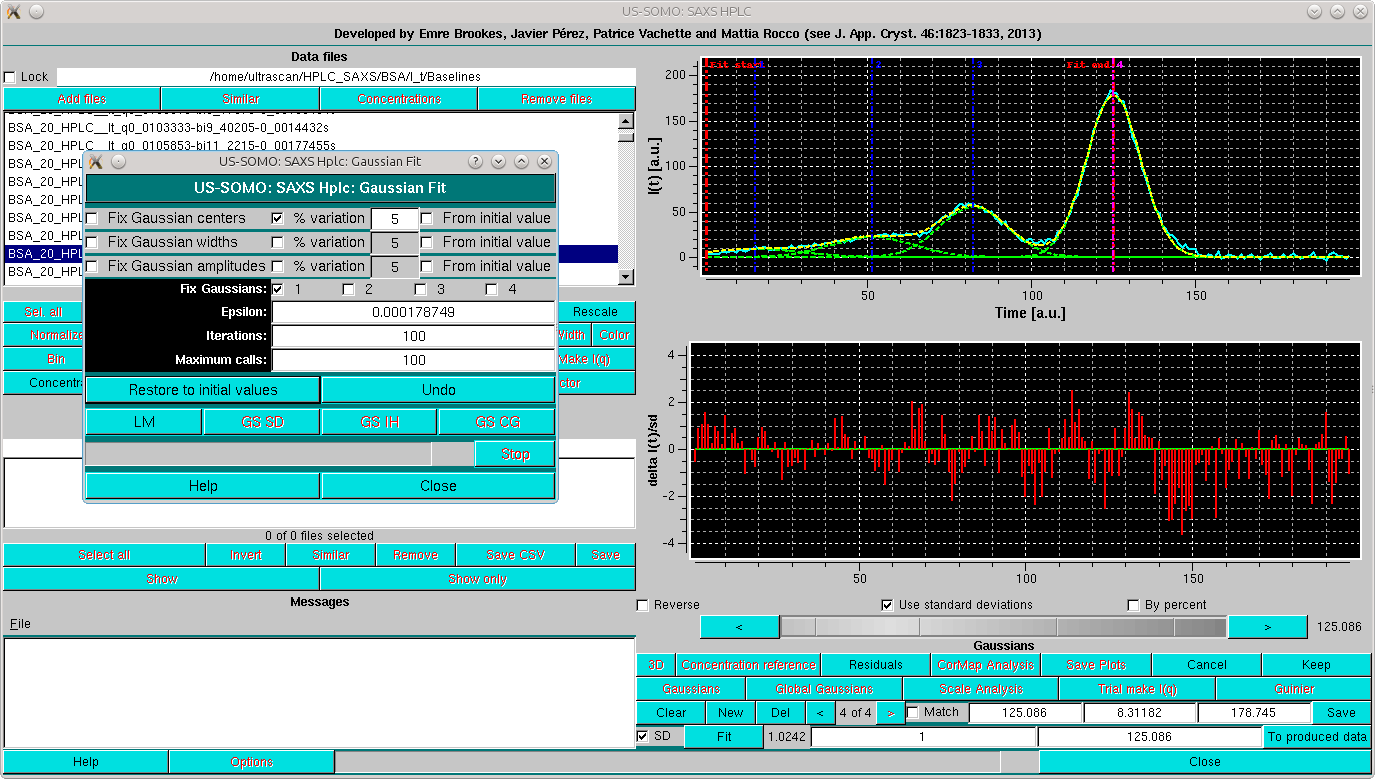 US-SOMO: SAXS HPLC
Developed by Emre Brookes, Javier Pérez, Patrice Vachette and Mattia Rocco (see J. App. Cryst. 46:1823-1833, 2013)
Data files
Lock /home/ultrascan/HPLC_SAXS/BSA/I_t/Baselines
Add files Similar Concentrations Remove files
BSA_20_HPLC__It_q0_0103333-bi9_40205-0_0014432s
BSA_20_HPLC__It_q0_0105853-bi11_2215-0_00177455s
BSA_20_HPL
BSA_20_HPL
BSA_20_HPL
BSA_20_HPL
BSA_20_HPL
BSA_20_HPL
BSA_20_HPL
US-SOMO: SAXS Hplc: Gaussian Fit
US-SOMO: SAXS Hplc: Gaussian Fit
Fix Gaussian centers % variation 5 From initial value
Fix Gaussian widths % variation 5 From initial value
Fix Gaussian amplitudes % variation 5 From initial value
Fix Gaussians: 1 2 3 4
Epsilon: 0.000178749
Iterations: 100
Maximum calls: 100
Restore to initial values Undo
LM GS SD GS IH GS CG
Stop
Help Close
Sel. all Rescale
Normaliza Width Color
Bin Make I(q)
Concentra ctor
0 of 0 files selected
Select all Invert Similar Remove Save CSV Save
Show Show only
Messages
File
Help Options
Fit start Fit end 4
I(t) [a.u.]
200
150
100
50
0
50 100 150
Time [a.u.]
delta I(t)/sd
4
2
0
-2
-4
50 100 150
Reverse Use standard deviations By percent
< > 125.086
Gaussians
3D Concentration reference Residuals CorMap Analysis Save Plots Cancel Keep
Gaussians Global Gaussians Scale Analysis Trial make I(q) Guinier
Clear New Del < 4 of 4 > Match 125.086 8.31182 178.745 Save
SD Fit 1.0242 1 125.086 To produced data
Close